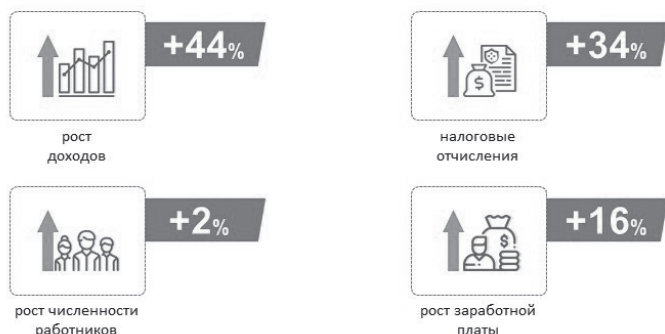 +44%
+34%
рост
доходов
налоговые
отчисления
+2%
+16%
рост численности
работников
рост заработной
платы